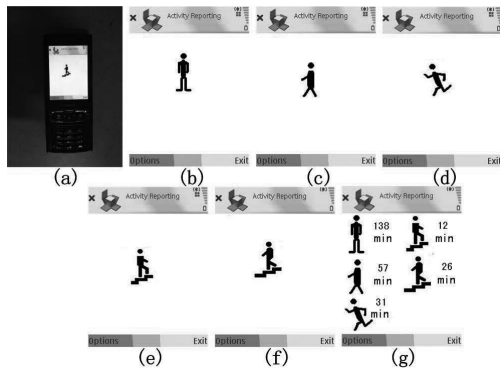 Activity Reporting
Options Exit
Activity Reporting
Options Exit
Activity Reporting
Options Exit
(a) (b) (c) (d)
Activity Reporting
Options Exit
Activity Reporting
Options Exit
Activity Reporting
138 min
12 min
57 min
26 min
31 min
Options Exit
(e) (f) (g)